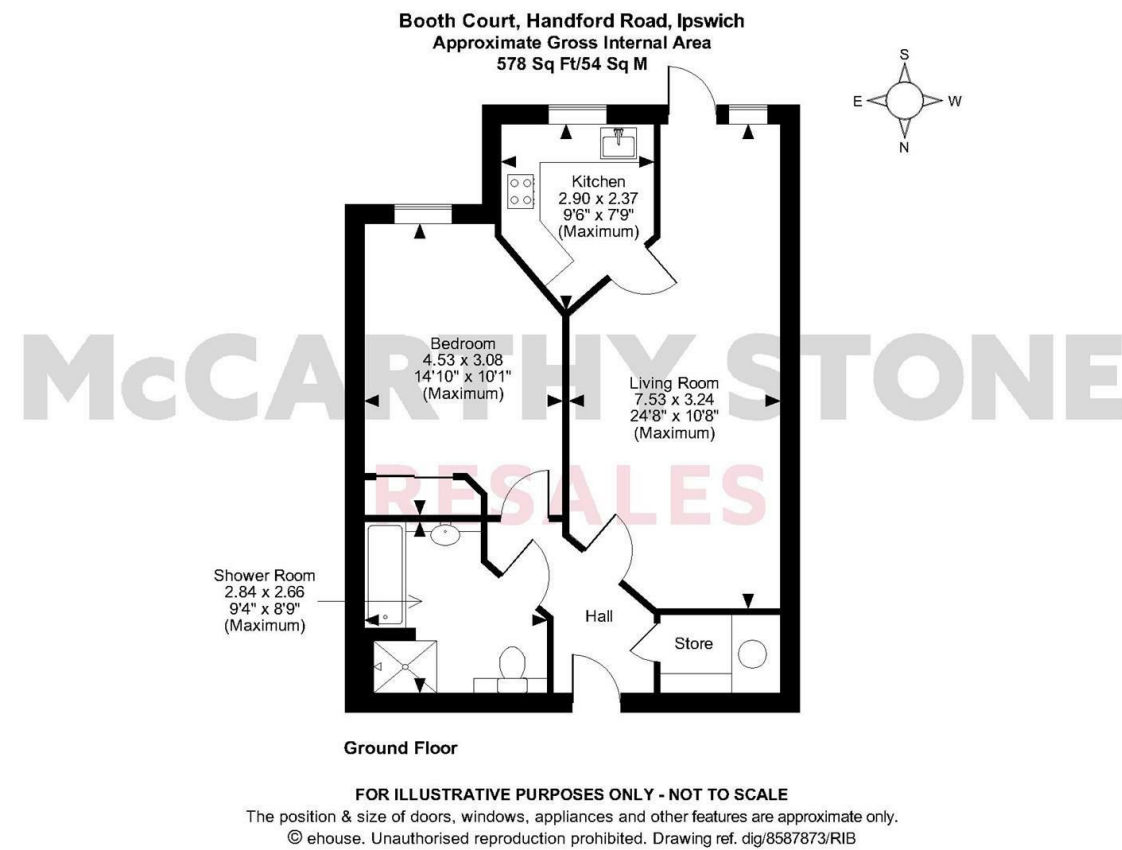 Booth Court, Handford Road, Ipswich
Approximate Gross Internal Area
578 Sq Ft/54 Sq M
S
E
W
N
Kitchen
2.90 x 2.37
9'6" x 7'9"
(Maximum)
Bedroom
4.53 x 3.08
14'10" x 10'1"
(Maximum)
Living Room
7.53 x 3.24
24'8" x 10'8"
(Maximum)
McCARTHY STONE
RESALES
Shower Room
2.84 x 2.66
9'4" x 8'9"
(Maximum)
Hall
Store
Ground Floor
FOR ILLUSTRATIVE PURPOSES ONLY - NOT TO SCALE
The position & size of doors, windows, appliances and other features are approximate only.
© ehouse. Unauthorised reproduction prohibited. Drawing ref. dig/8587873/RIB